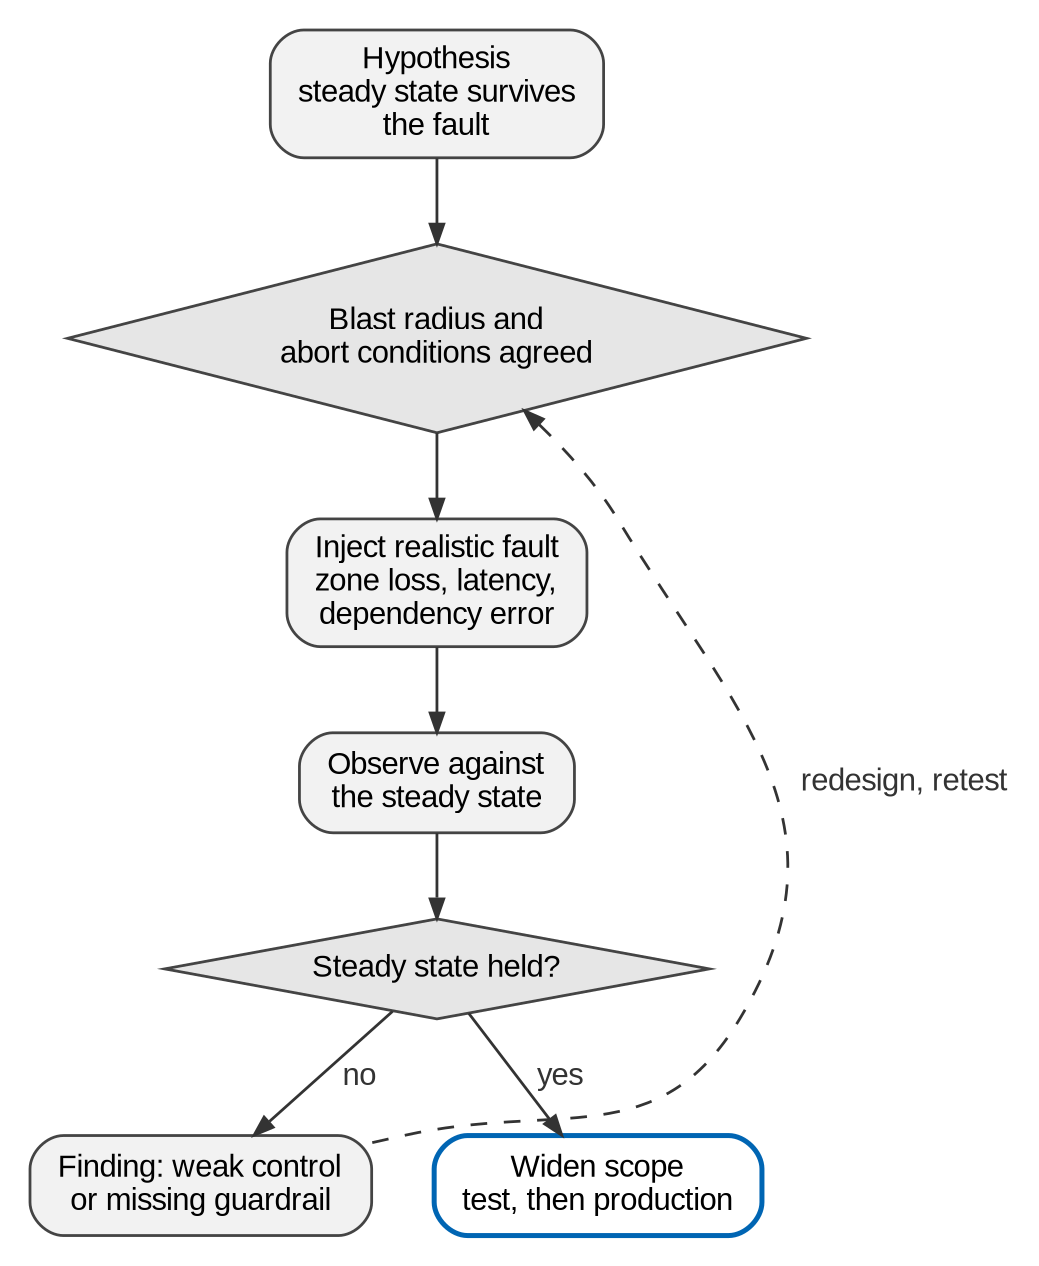 Hypothesis
steady state survives
the fault
Blast radius and
abort conditions agreed
Inject realistic fault
zone loss, latency,
dependency error
Observe against
the steady state
redesign, retest
Steady state held?
no
yes
Finding: weak control
or missing guardrail
Widen scope
test, then production